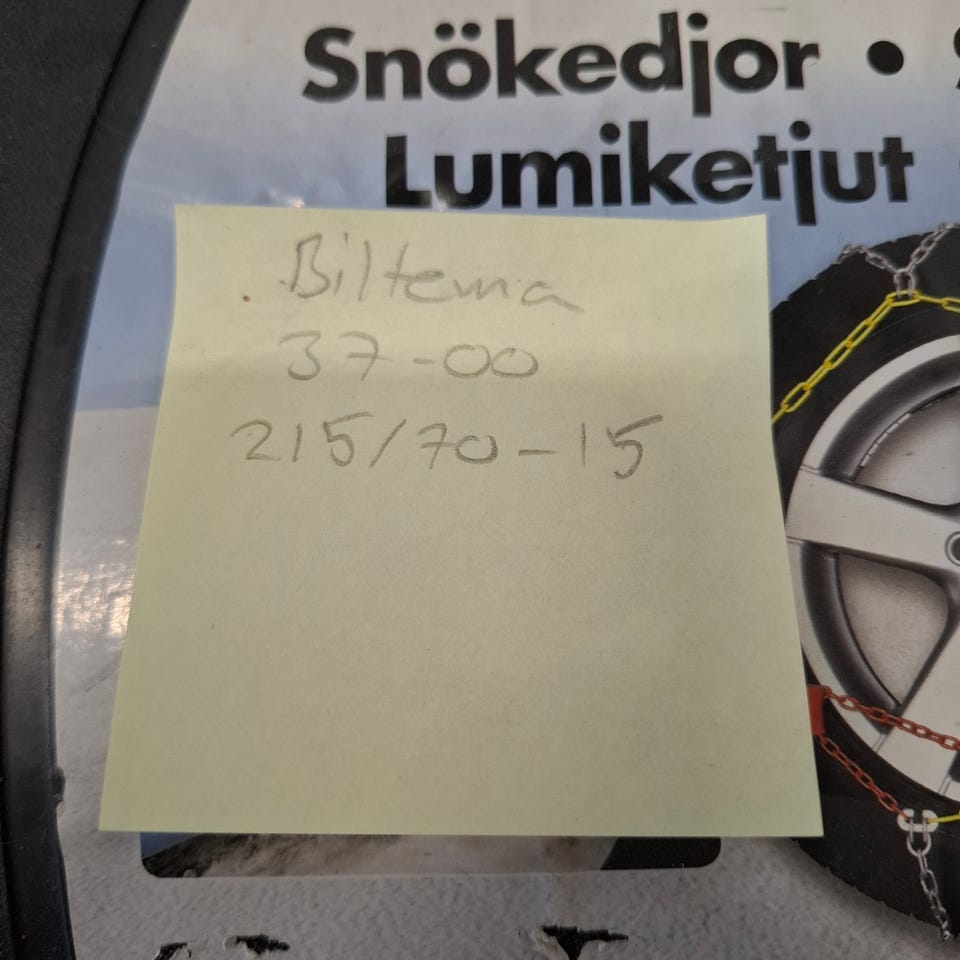 Snökedjor •
Lumiketjut
Biltema
37-00
215/70-15